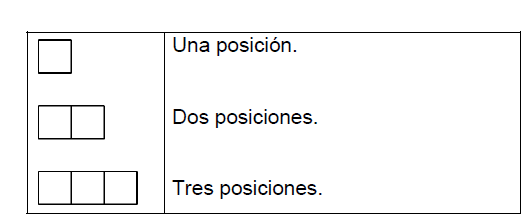 Una posición.
Dos posiciones.
Tres posiciones.